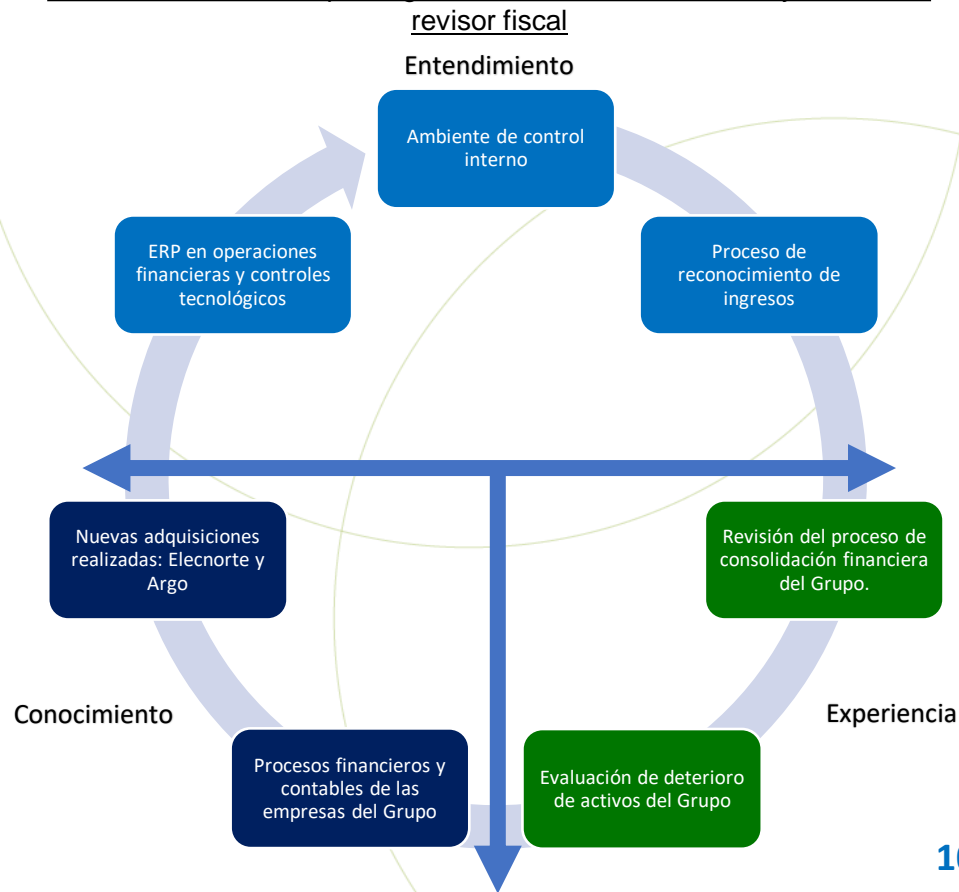 revisor fiscal
Entendimiento
Ambiente de control
interno
ERP en operaciones
financieras y controles
tecnológicos
Proceso de
reconocimiento de
ingresos
Nuevas adquisiciones
realizadas: Elecnorte y
Argo
Revisión del proceso de
consolidación financiera
del Grupo.
Conocimiento
Experiencia
Procesos financieros y
contables de las
empresas del Grupo
Evaluación de deterioro
de activos del Grupo